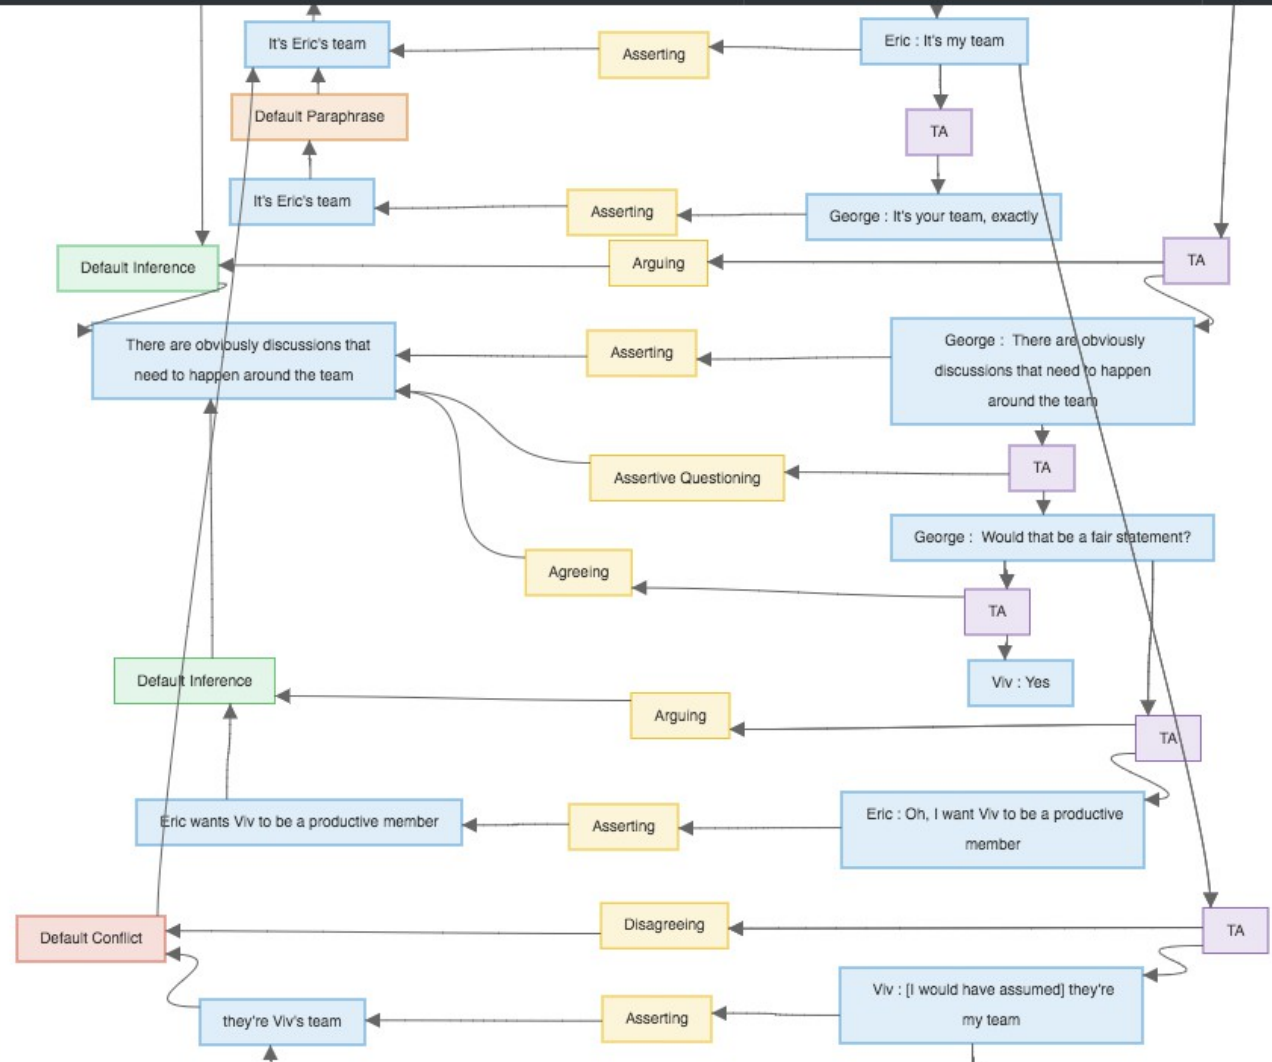 It's Eric's team
Asserting
Eric : It's my team
Default Paraphrase
TA
It's Eric's team
Asserting
George : It's your team, exactly
Default Inference
Arguing
TA
There are obviously discussions that
need to happen around the team
Asserting
George : There are obviously
discussions that need to happen
around the team
Assertive Questioning
TA
George : Would that be a fair statement?
Agreeing
TA
Default Inference
Viv : Yes
Arguing
TA
Eric wants Viv to be a productive member
Asserting
Eric : Oh, I want Viv to be a productive
member
Default Conflict
Disagreeing
TA
they're Viv's team
Asserting
Viv : [I would have assumed] they're
my team